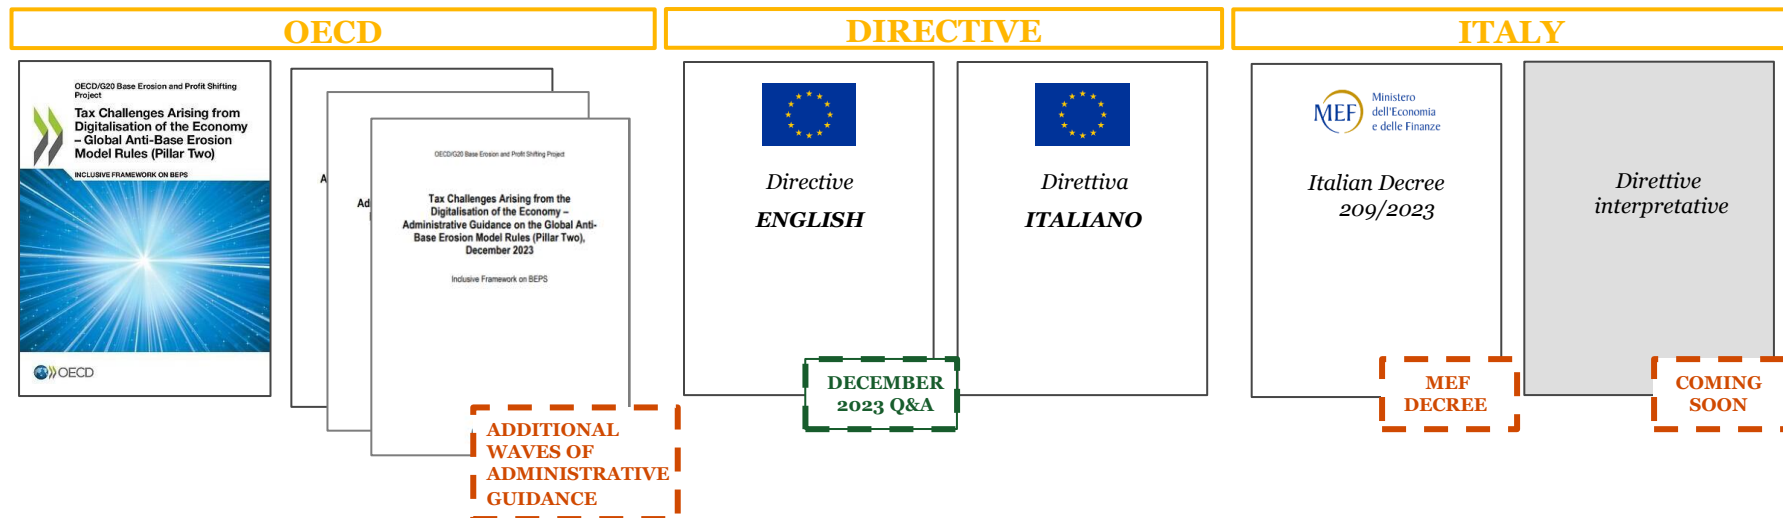 OECD
DIRECTIVE
ITALY
OECD/G20 Base Erosion and Profit Shifting
Project
Tax Challenges Arising from
Digitalisation of the Economy
– Global Anti-Base Erosion
Model Rules (Pillar Two)
INCLUSIVE FRAMEWORK ON BEPS
OECD
A
Ad
OECD/G20 Base Erosion and Profit Shifting Project
Tax Challenges Arising from the
Digitalisation of the Economy –
Administrative Guidance on the Global Anti-
Base Erosion Model Rules (Pillar Two),
December 2023
Inclusive Framework on BEPS
ADDITIONAL
WAVES OF
ADMINISTRATIVE
GUIDANCE
Directive
ENGLISH
DECEMBER
2023 Q&A
Direttiva
ITALIANO
MEF
Ministero
dell'Economia
e delle Finanze
Italian Decree
209/2023
MEF
DECREE
Direttive
interpretative
COMING
SOON